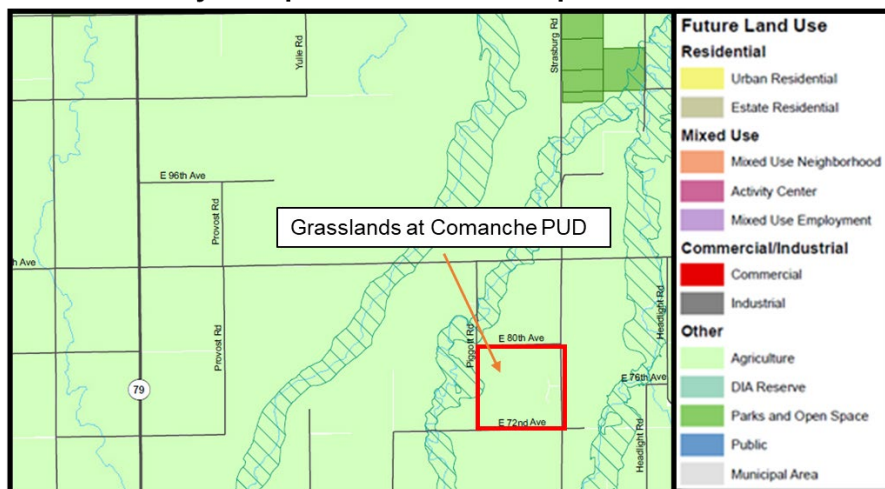 Yulie Rd
Strasburg Rd
E 96th Ave
Provost Rd
Grasslands at Comanche PUD
h Ave
Piggott Rd
Headlight Rd
Provost Rd
E 80th Ave
E 76th Ave
79
E 72nd Ave
Headlight Rd
Future Land Use
Residential
Urban Residential
Estate Residential
Mixed Use
Mixed Use Neighborhood
Activity Center
Mixed Use Employment
Commercial/Industrial
Commercial
Industrial
Other
Agriculture
DIA Reserve
Parks and Open Space
Public
Municipal Area